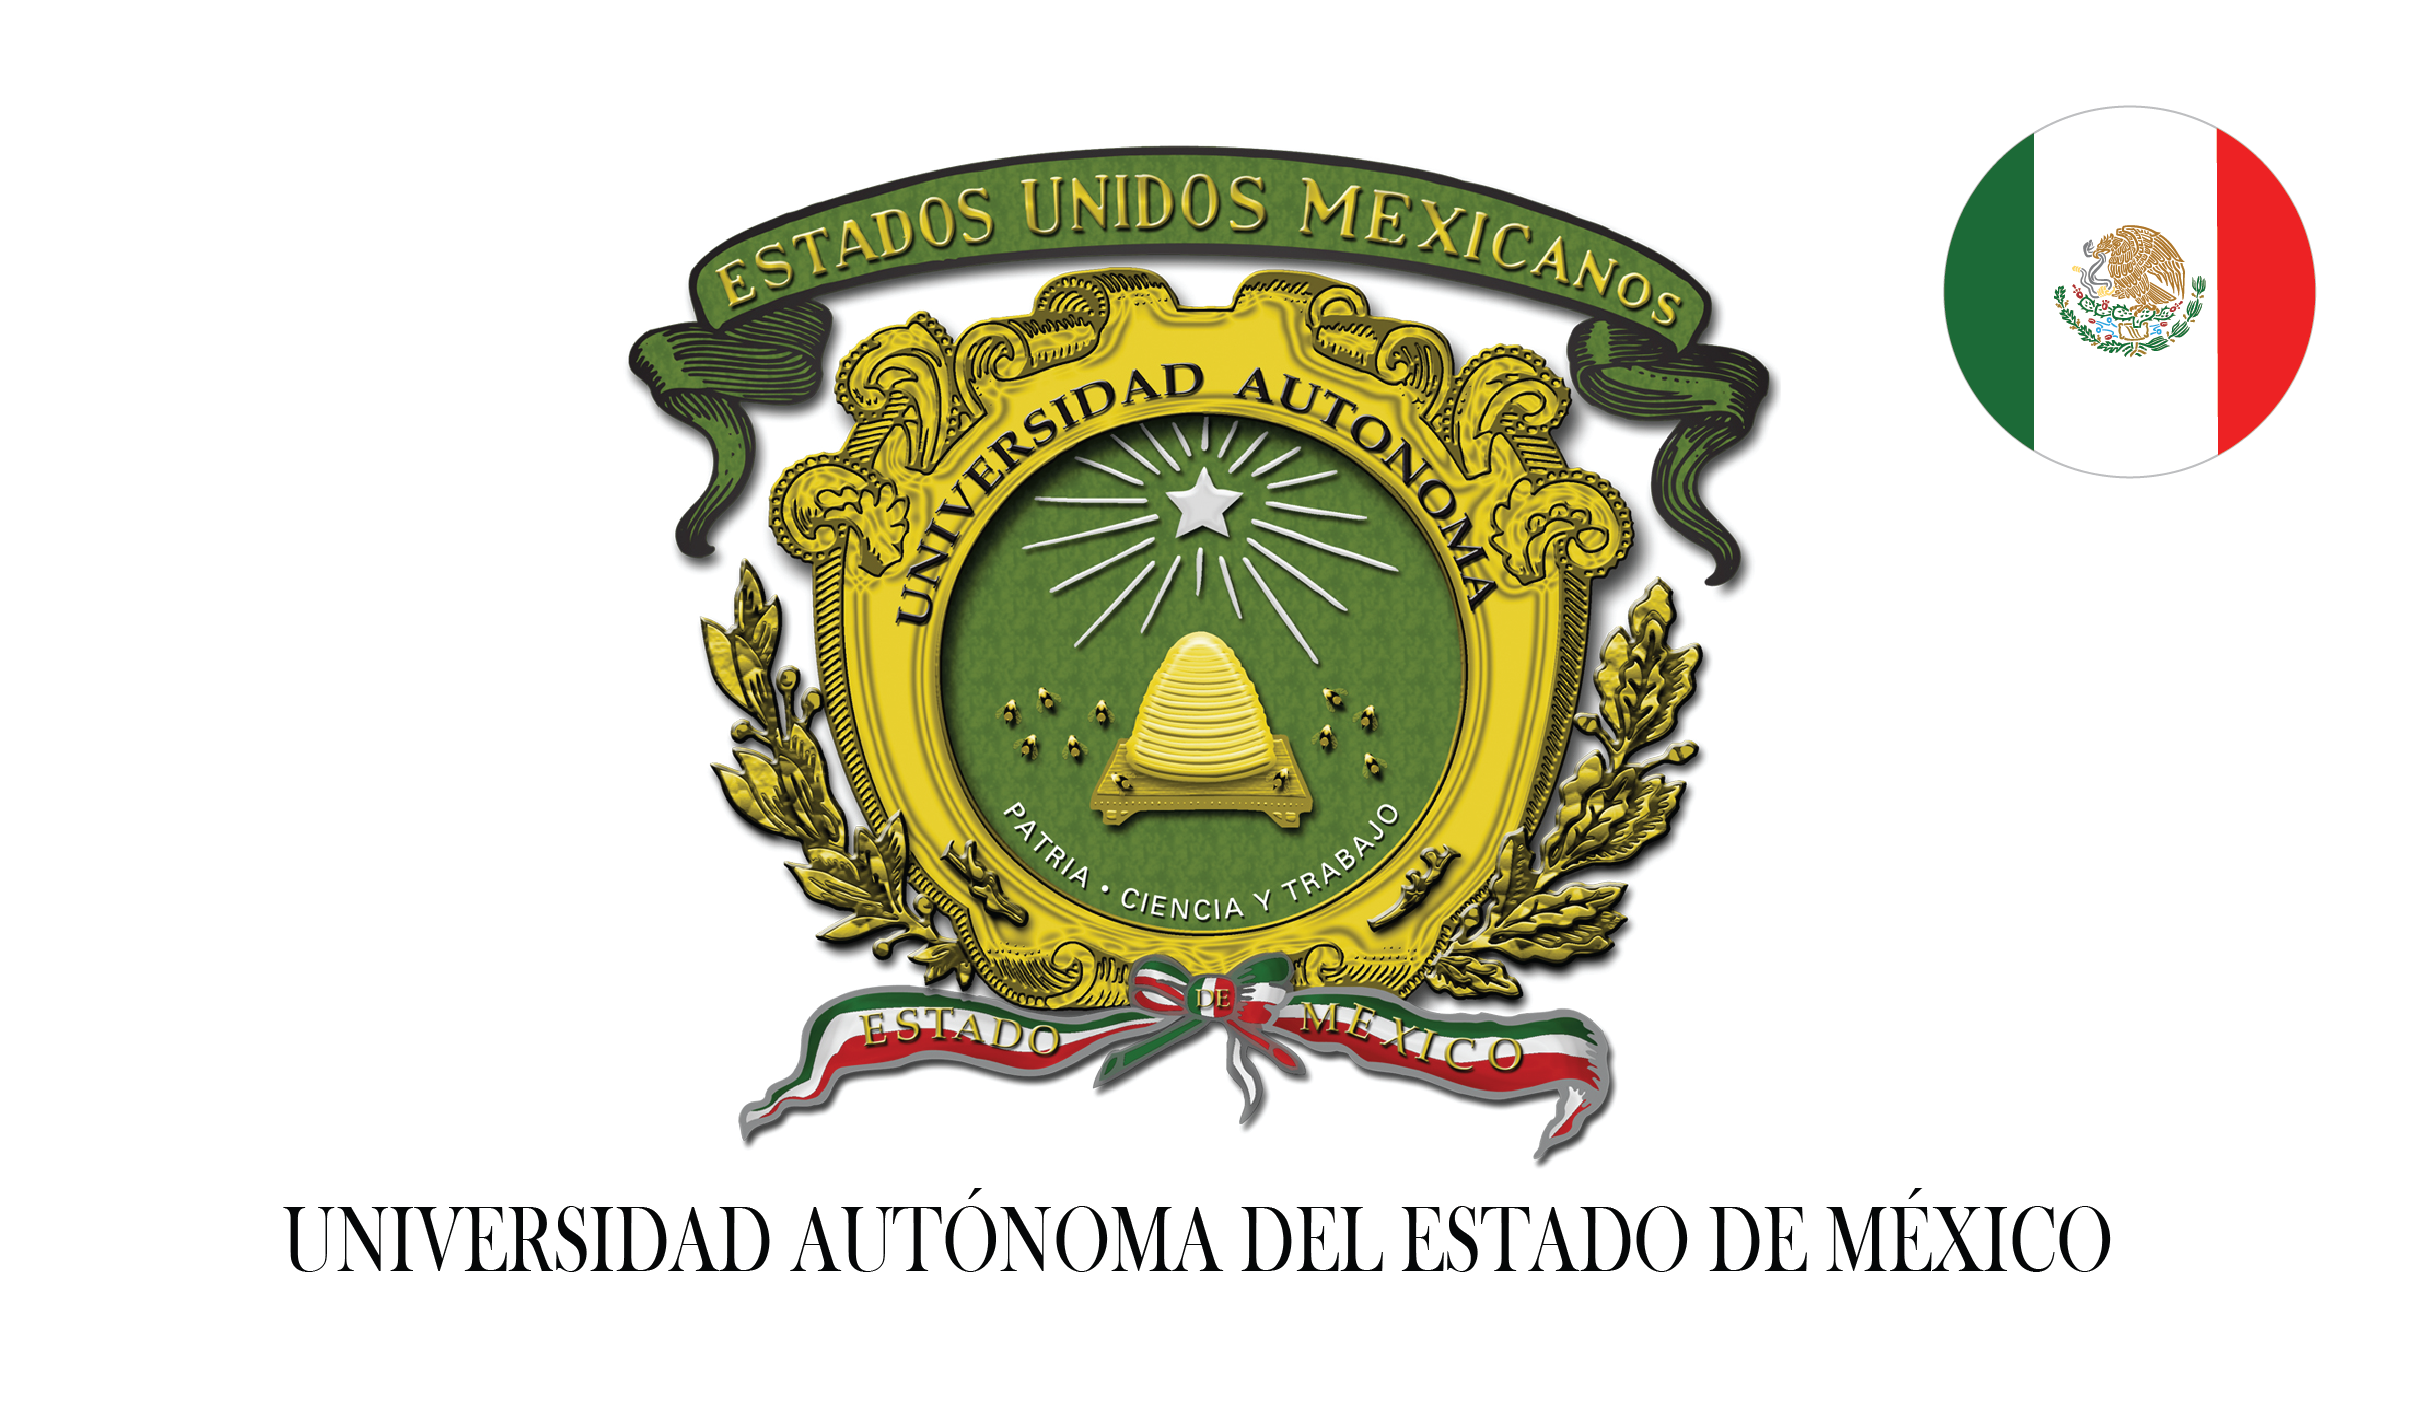 ESTADOS UNIDOS MEXICANOS
UNIVERSIDAD AUTONOMA
PATRIA • CIENCIA Y TRABAJO
ESTADO DE MEXICO
UNIVERSIDAD AUTÓNOMA DEL ESTADO DE MÉXICO